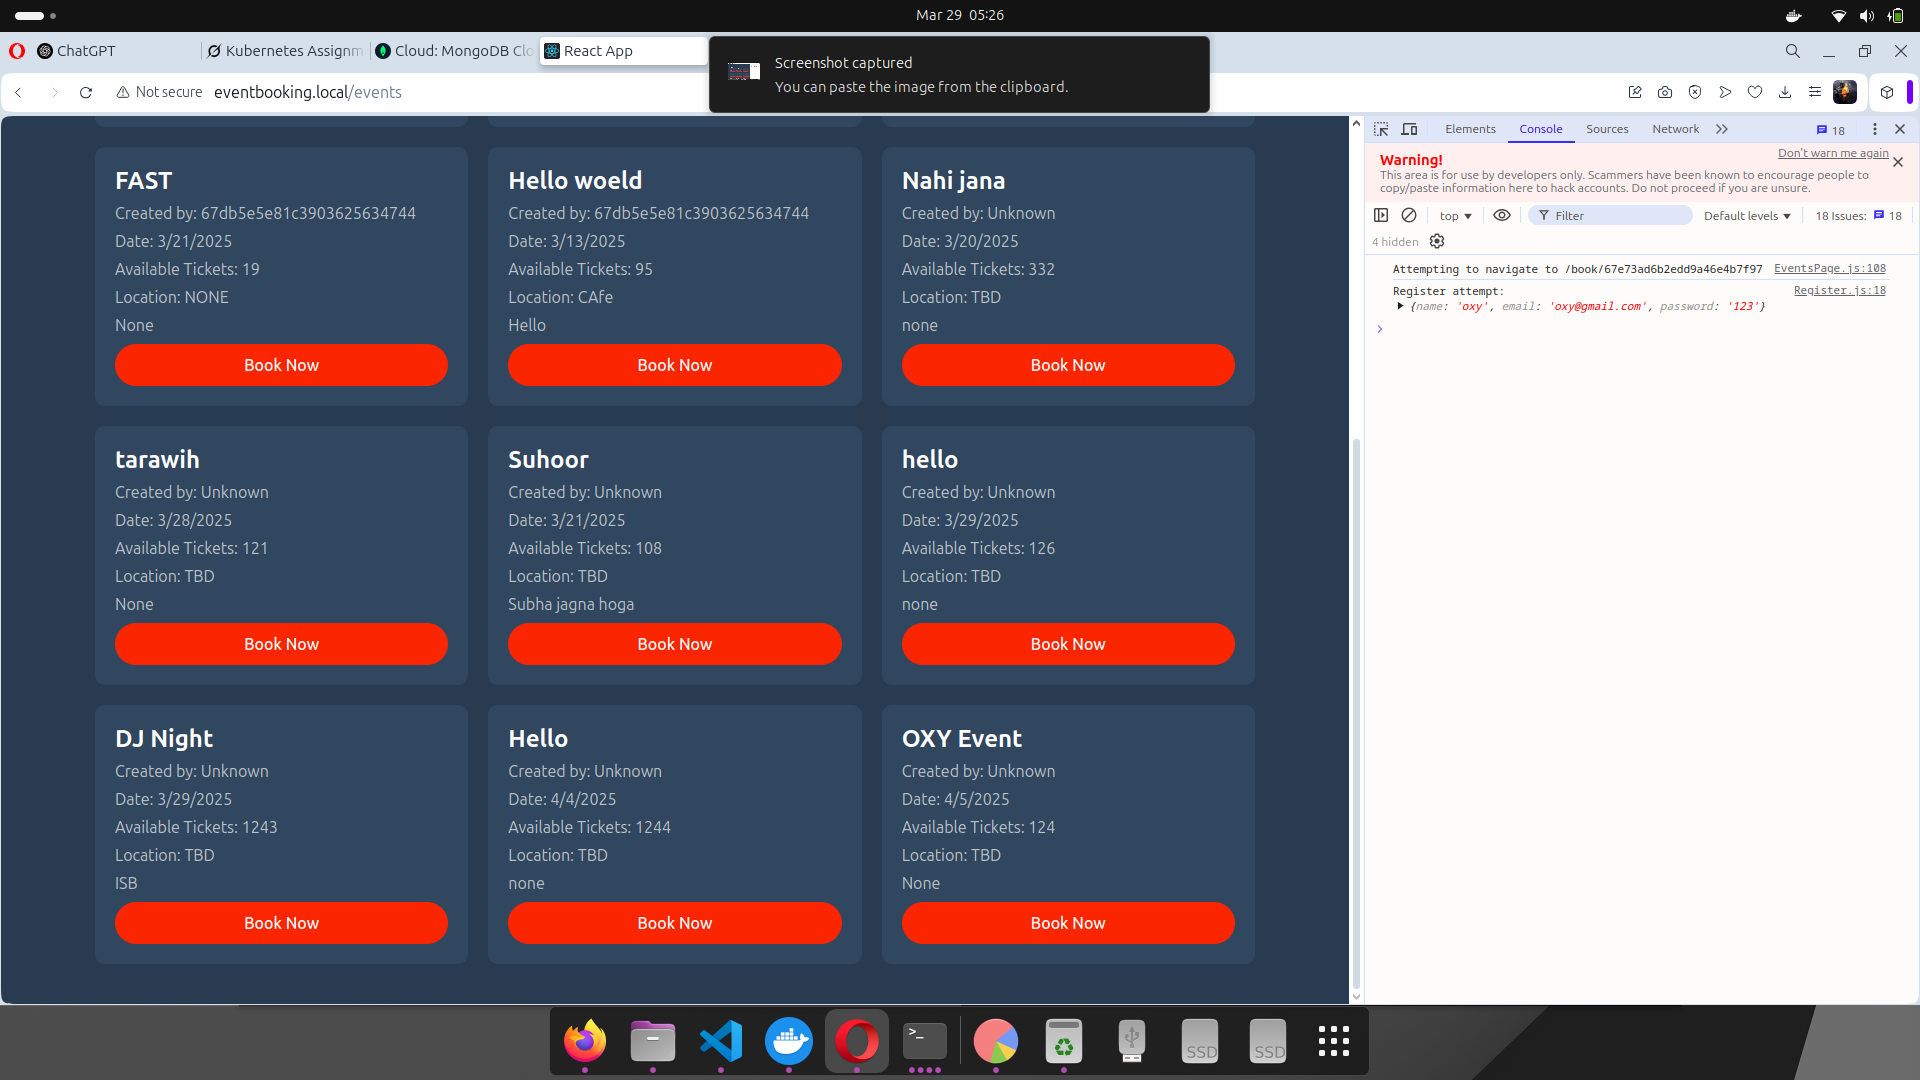 Mar 29 05:26
ChatGPT
Kubernetes Assignm
Cloud: MongoDB Clo
React App
Screenshot captured
You can paste the image from the clipboard.
Not secure
eventbooking.local/events
FAST
Created by: 67db5e5e81c3903625634744
Date: 3/21/2025
Available Tickets: 19
Location: NONE
None
Book Now
Hello woeld
Created by: 67db5e5e81c3903625634744
Date: 3/13/2025
Available Tickets: 95
Location: CAfe
Hello
Book Now
Nahi jana
Created by: Unknown
Date: 3/20/2025
Available Tickets: 332
Location: TBD
none
Book Now
tarawih
Created by: Unknown
Date: 3/28/2025
Available Tickets: 121
Location: TBD
None
Book Now
Suhoor
Created by: Unknown
Date: 3/21/2025
Available Tickets: 108
Location: TBD
Subha jagna hoga
Book Now
hello
Created by: Unknown
Date: 3/29/2025
Available Tickets: 126
Location: TBD
none
Book Now
DJ Night
Created by: Unknown
Date: 3/29/2025
Available Tickets: 1243
Location: TBD
ISB
Book Now
Hello
Created by: Unknown
Date: 4/4/2025
Available Tickets: 1244
Location: TBD
none
Book Now
OXY Event
Created by: Unknown
Date: 4/5/2025
Available Tickets: 124
Location: TBD
None
Book Now
Elements
Console
Sources
Network
18
Warning!
Don't warn me again
This area is for use by developers only. Scammers have been known to encourage people to
copy/paste information here to hack accounts. Do not proceed if you are unsure.
top
Filter
Default levels
18 Issues:
18
4 hidden
Attempting to navigate to /book/67e73ad6b2edd9a46e4b7f97
EventsPage.js:108
Register attempt:
Register.js:18
{name: 'oxy', email: 'oxy@gmail.com', password: '123'}
SSD
SSD